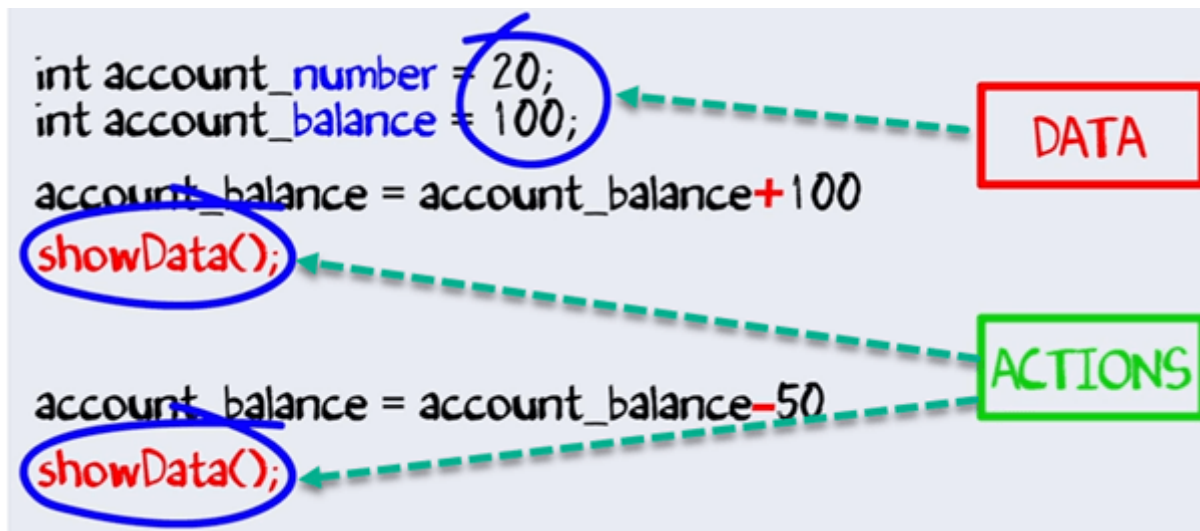 int account_number = 20;
int account_balance = 100;
DATA
account_balance = account_balance+100
showData();
ACTIONS
account_balance = account_balance-50
showData();